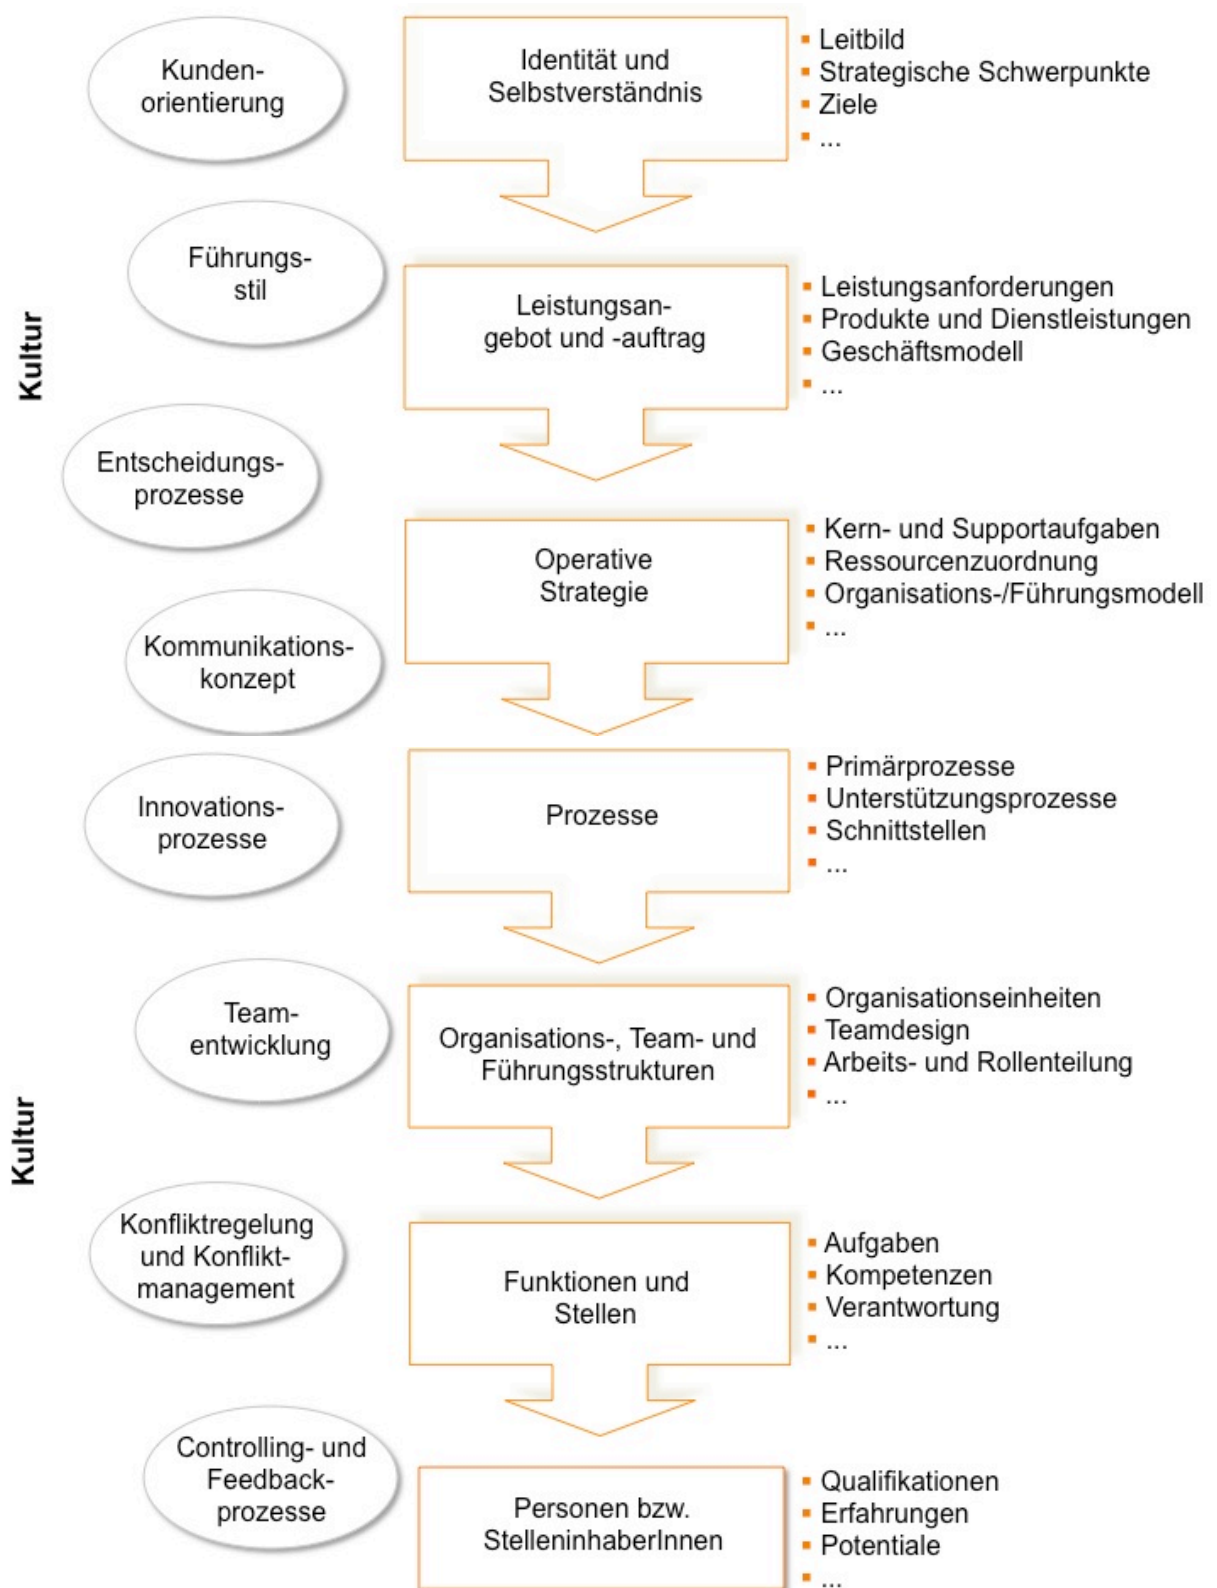 Kunden-
orientierung
Identität und
Selbstverständnis
Leitbild
Strategische Schwerpunkte
Ziele
...
Führungs-
stil
Leistungsan-
gebot und -auftrag
Leistungsanforderungen
Produkte und Dienstleistungen
Geschäftsmodell
...
Kultur
Entscheidungs-
prozesse
Operative
Strategie
Kern- und Supportaufgaben
Ressourcenzuordnung
Organisations-/Führungsmodell
...
Kommunikations-
konzept
Innovations-
prozesse
Prozesse
Primärprozesse
Unterstützungsprozesse
Schnittstellen
...
Team-
entwicklung
Organisations-, Team- und
Führungsstrukturen
Organisationseinheiten
Teamdesign
Arbeits- und Rollenteilung
...
Kultur
Konfliktregelung
und Konflikt-
management
Funktionen und
Stellen
Aufgaben
Kompetenzen
Verantwortung
...
Controlling- und
Feedback-
prozesse
Personen bzw.
StelleninhaberInnen
Qualifikationen
Erfahrungen
Potentiale
...